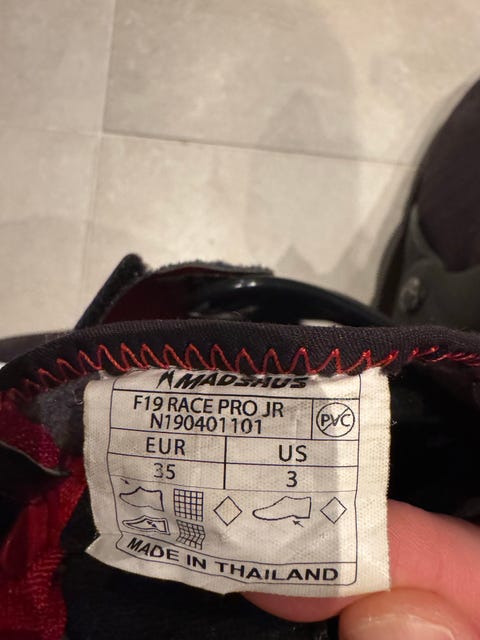 MADSHUS
F19 RACE PRO JR
N190401101
PVC
EUR US
35 3
MADE IN THAILAND